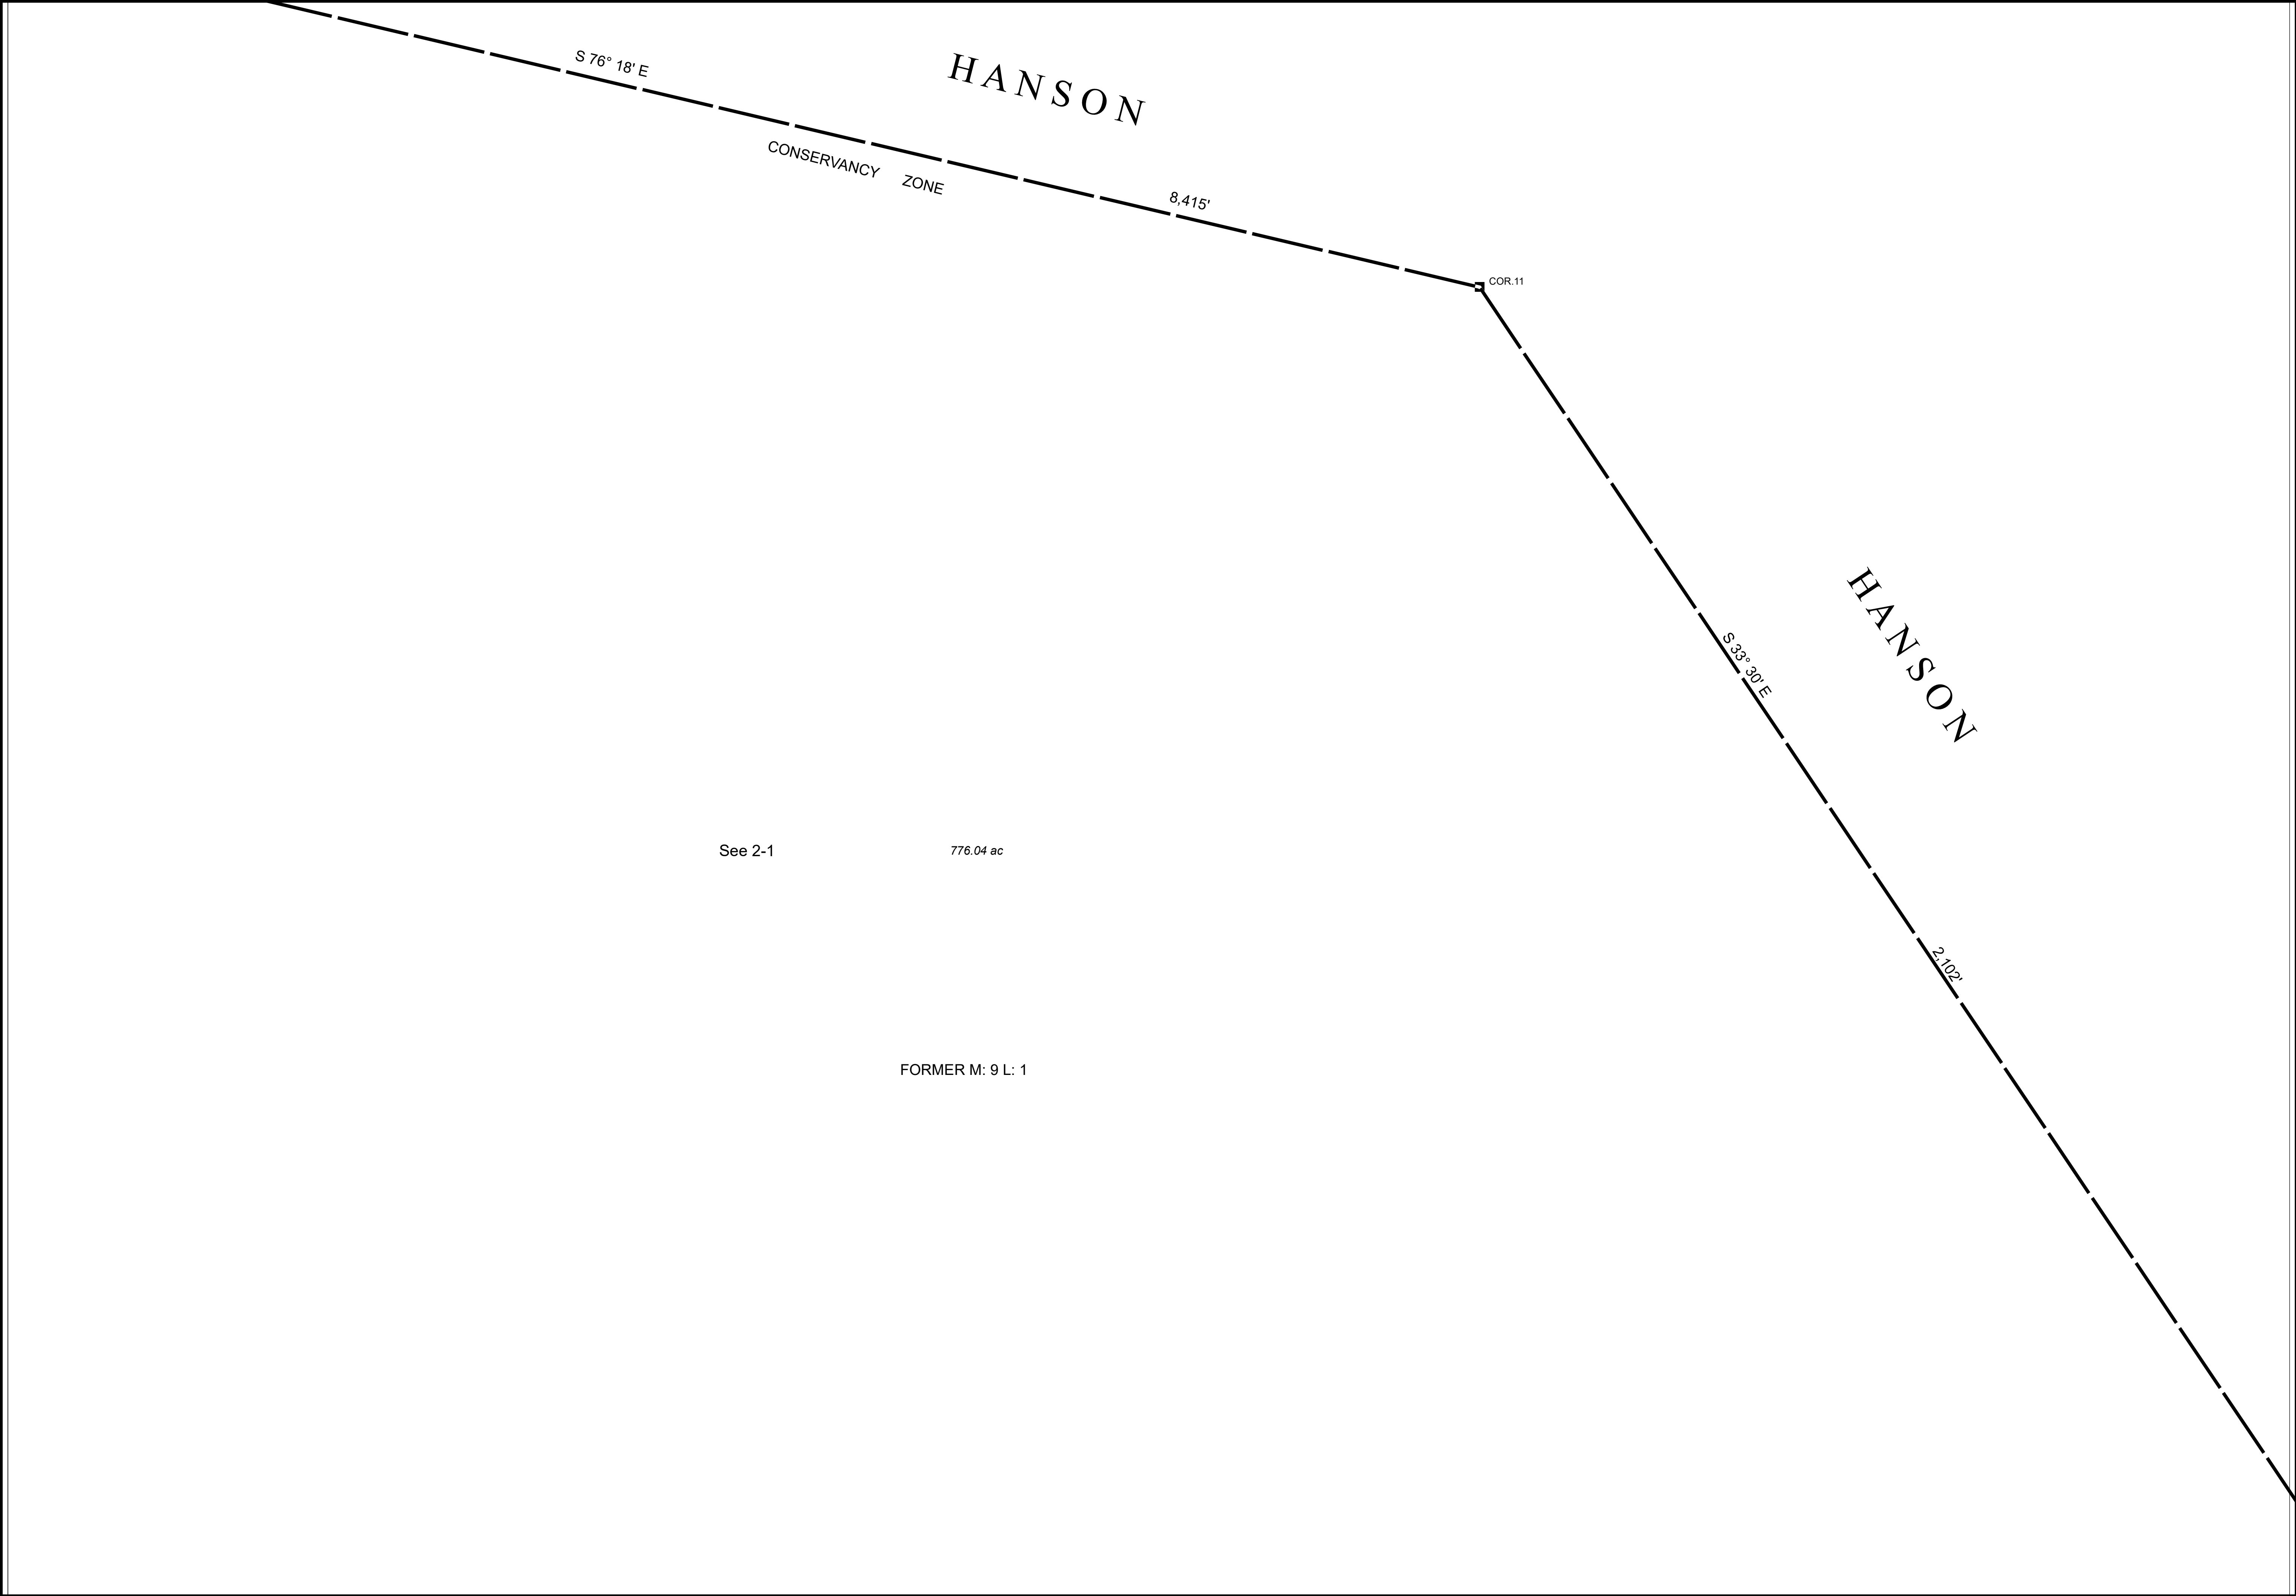 S 76° 18' E
HANSON
CONSERVANCY ZONE
8,415'
COR.11
HANSON
S 33° 30' E
See 2-1
776.04 ac
2,102'
FORMER M: 9 L: 1